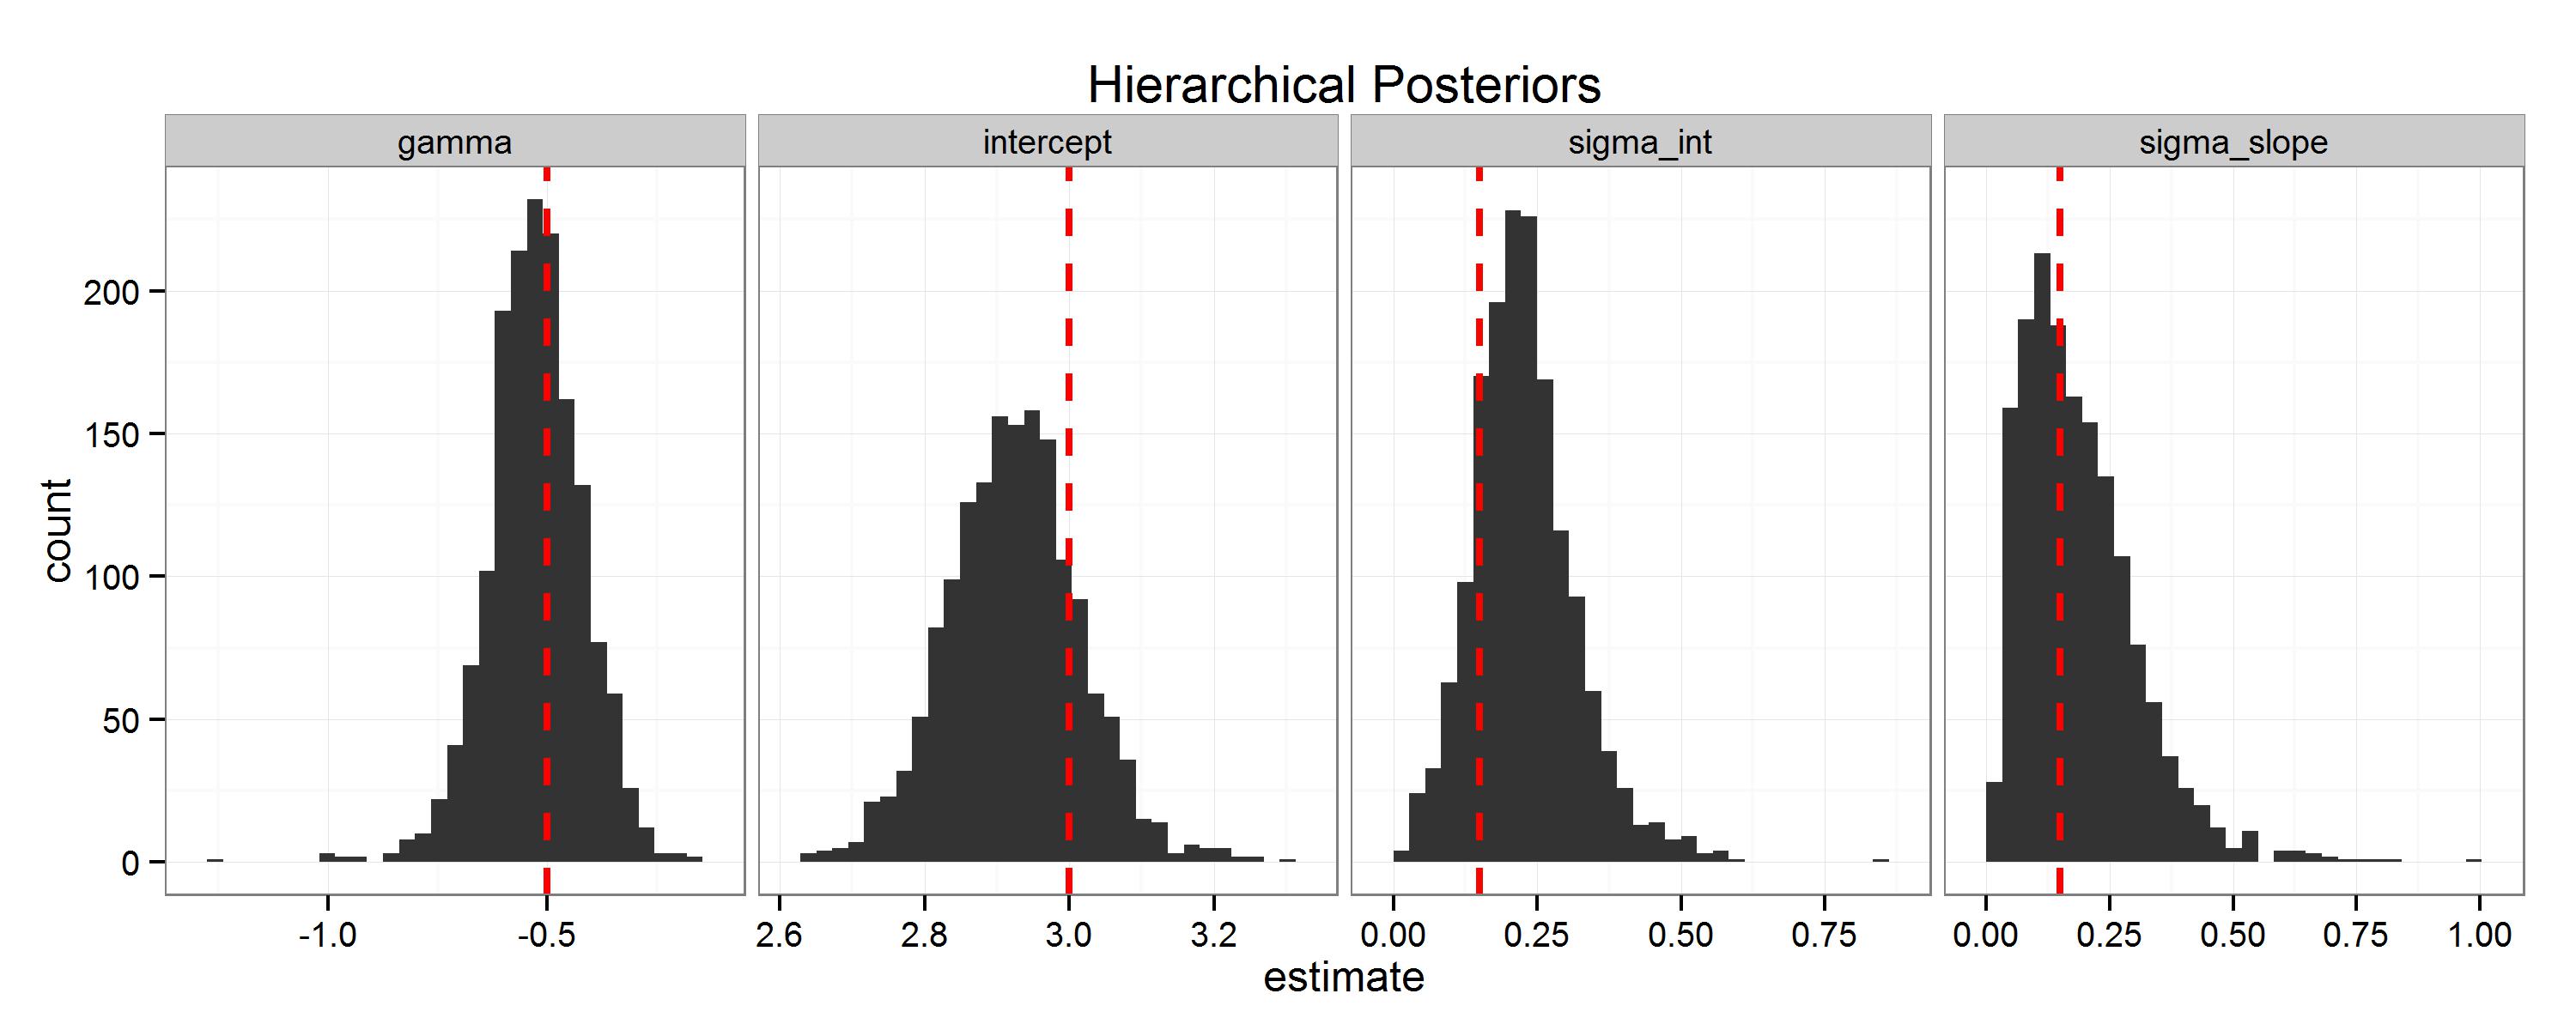 Hierarchical Posteriors
gamma intercept sigma_int sigma_slope
200
150
100
50
0
count
-1.0 -0.5 2.6 2.8 3.0 3.2 0.00 0.25 0.50 0.75 0.00 0.25 0.50 0.75 1.00
estimate